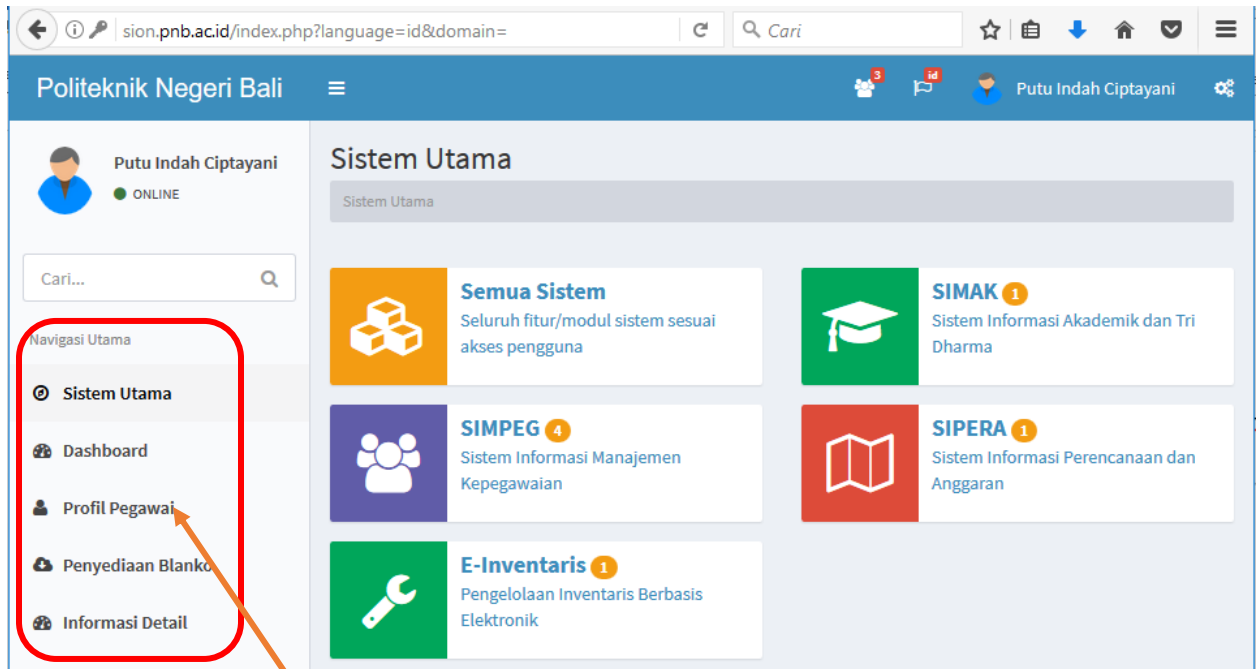 sion.pnb.ac.id/index.php?language=id&domain=
Cari
Politeknik Negeri Bali
3
id
Putu Indah Ciptayani
Putu Indah Ciptayani
ONLINE
Cari...
Navigasi Utama
Sistem Utama
Dashboard
Profil Pegawai
Penyediaan Blanko
Informasi Detail
Sistem Utama
Sistem Utama
Semua Sistem
Seluruh fitur/modul sistem sesuai
akses pengguna
SIMAK 1
Sistem Informasi Akademik dan Tri
Dharma
SIMPEG 4
Sistem Informasi Manajemen
Kepegawaian
SIPERA 1
Sistem Informasi Perencanaan dan
Anggaran
E-Inventaris 1
Pengelolaan Inventaris Berbasis
Elektronik